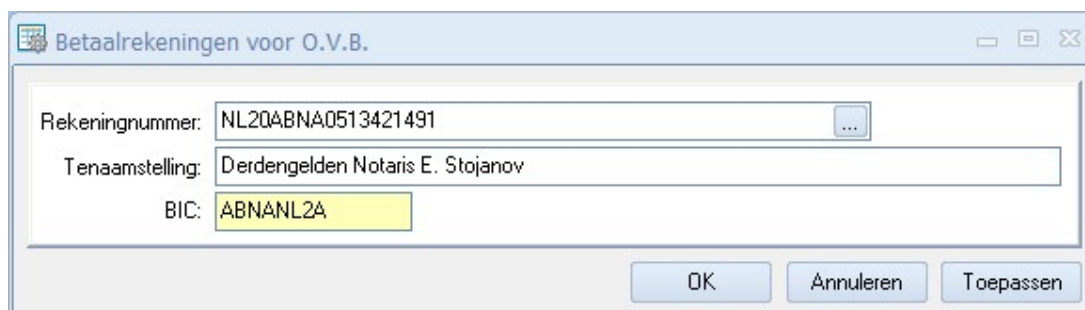 Betaalrekeningen voor O.V.B.
Rekeningnummer: NL20ABNA0513421491 ...
Tenaamstelling: Derdengelden Notaris E. Stojanov
BIC: ABNANL2A
OK Annuleren Toepassen